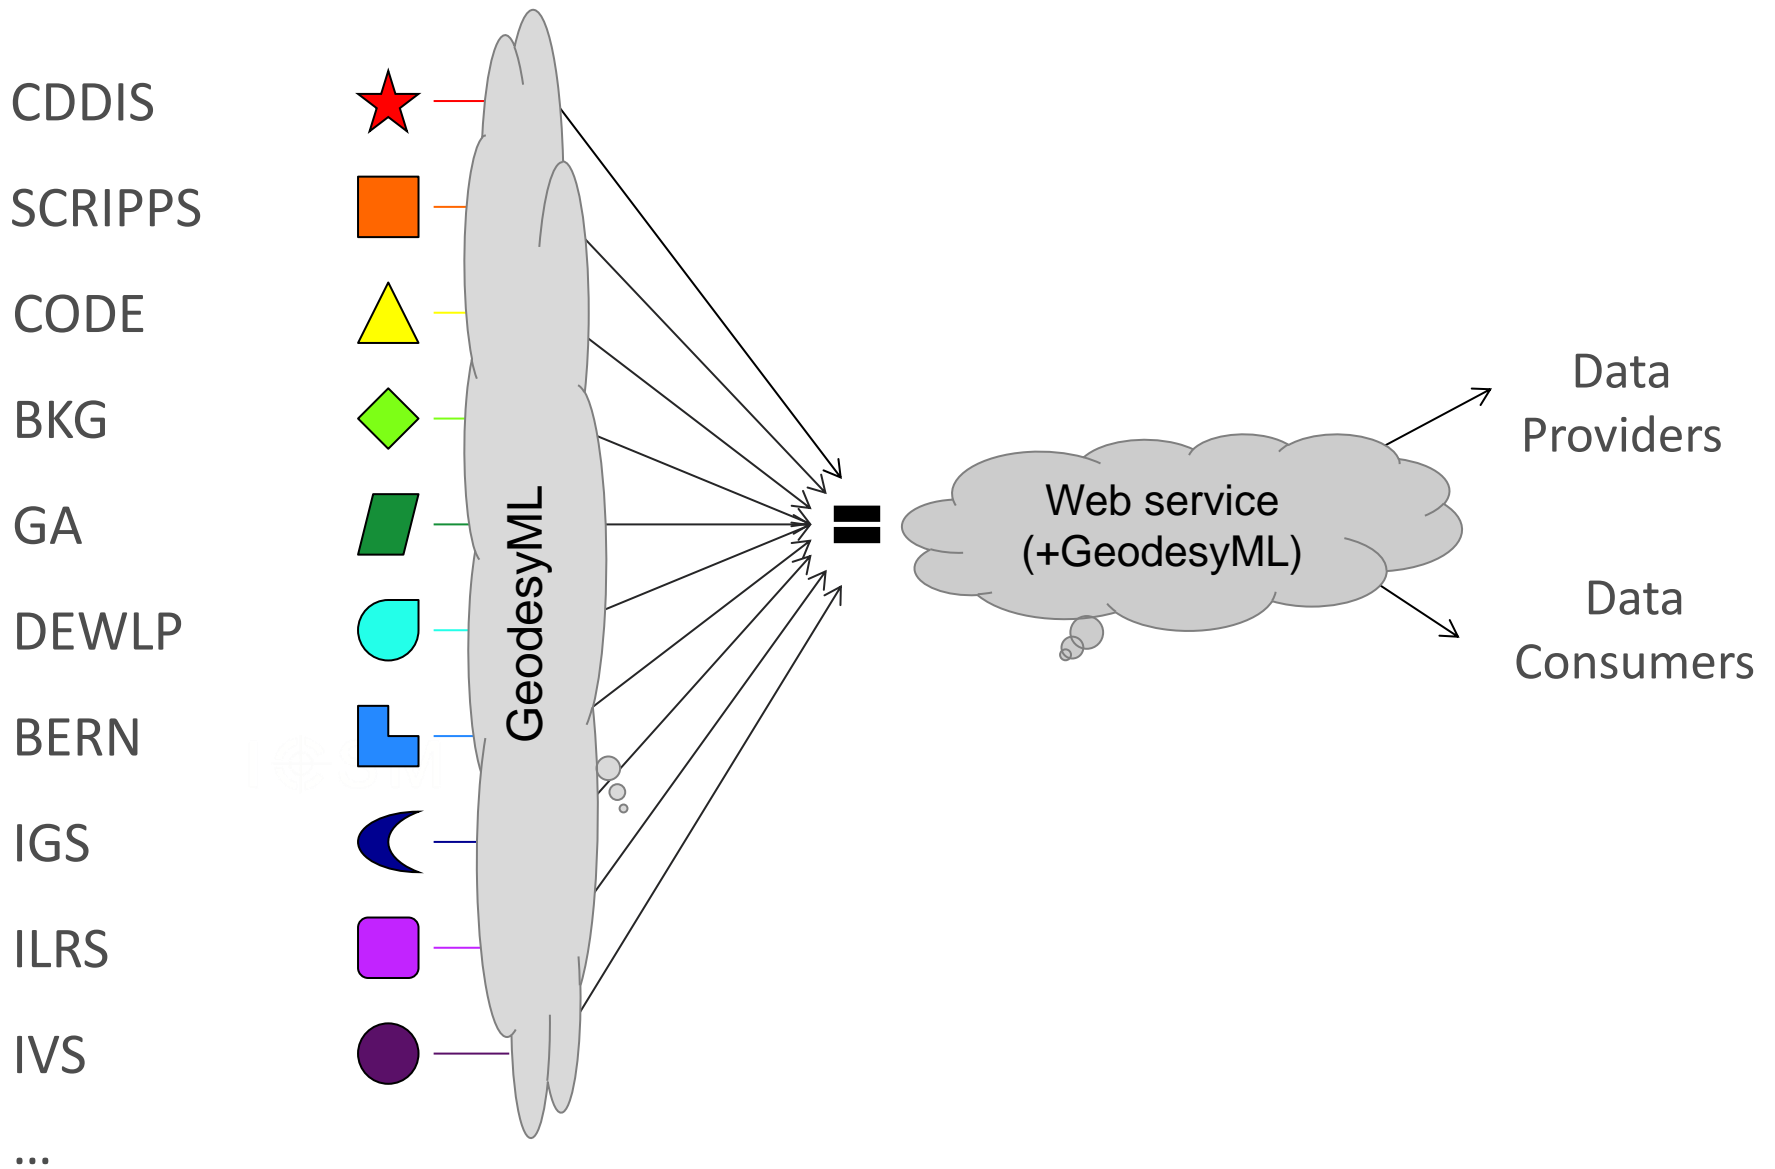 CDDIS
SCRIPPS
CODE
BKG
GA
DEWLP
BERN
IGS
ILRS
IVS
...
GeodesyML
=
Web service
(+GeodesyML)
Data
Providers
Data
Consumers